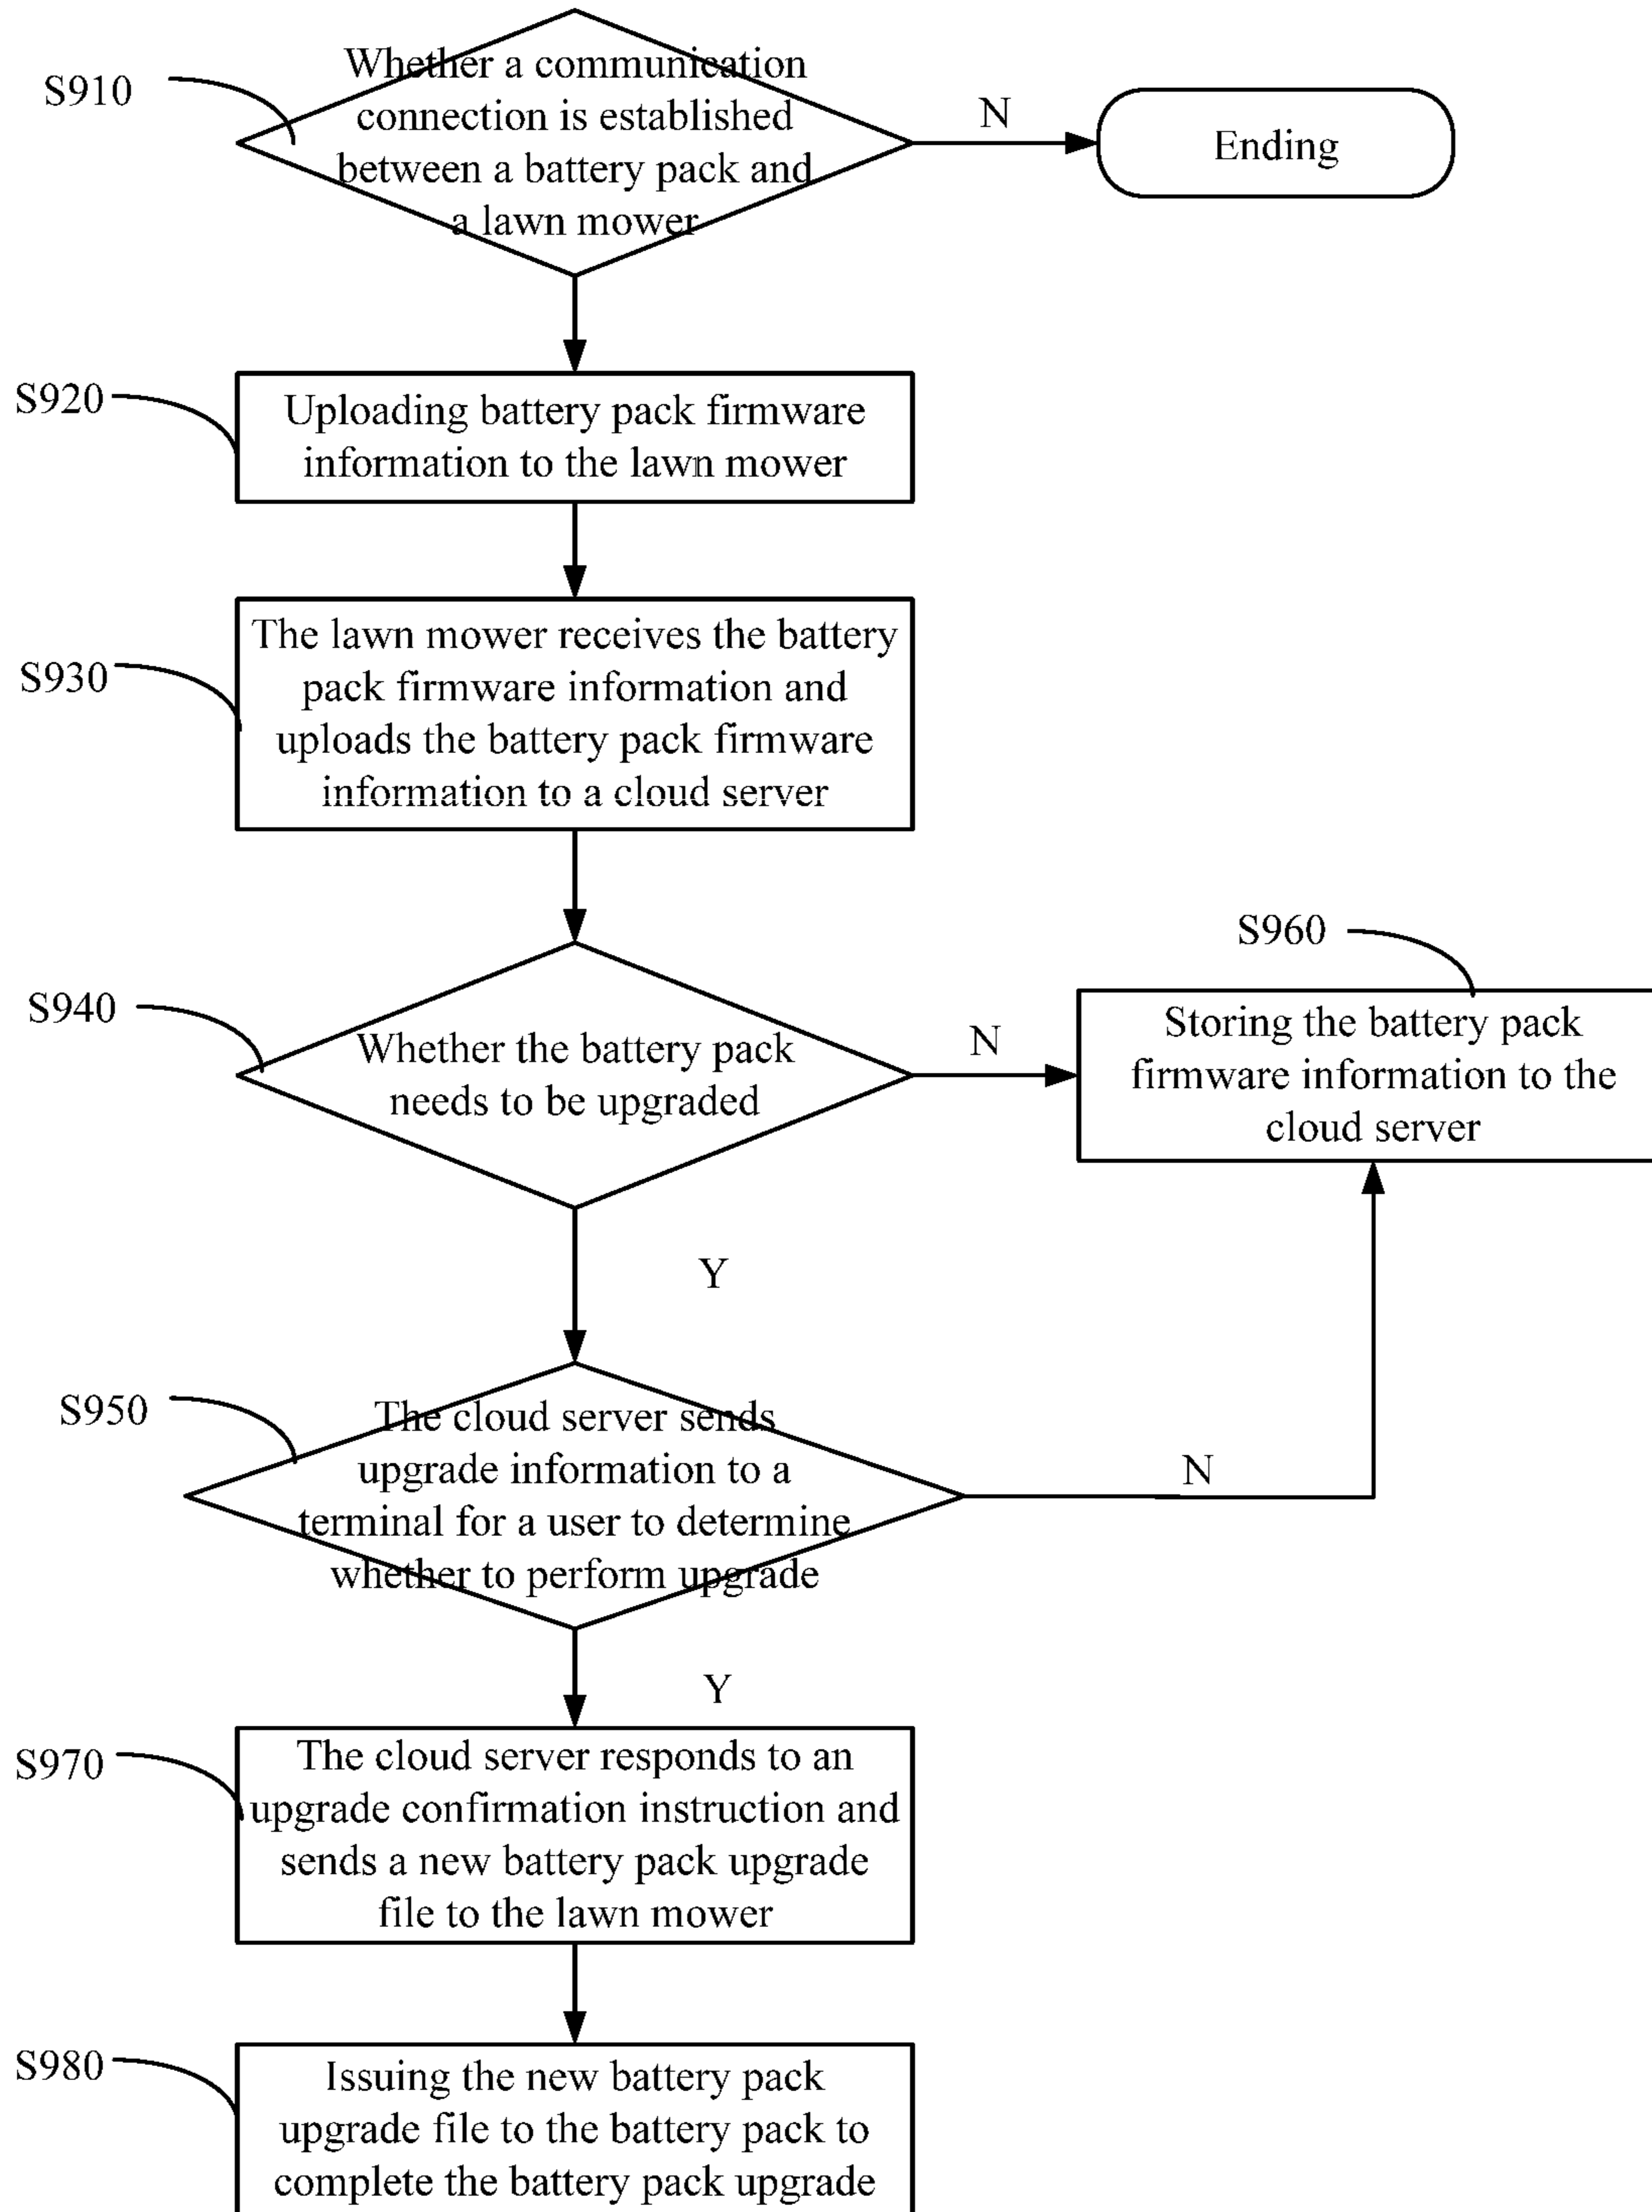 S910
Whether a communication
connection is established
between a battery pack and
a lawn mower
N
Ending
S920
Uploading battery pack firmware
information to the lawn mower
S930
The lawn mower receives the battery
pack firmware information and
uploads the battery pack firmware
information to a cloud server
S940
Whether the battery pack
needs to be upgraded
N
S960
Storing the battery pack
firmware information to the
cloud server
Y
S950
The cloud server sends
upgrade information to a
terminal for a user to determine
whether to perform upgrade
N
Y
S970
The cloud server responds to an
upgrade confirmation instruction and
sends a new battery pack upgrade
file to the lawn mower
S980
Issuing the new battery pack
upgrade file to the battery pack to
complete the battery pack upgrade